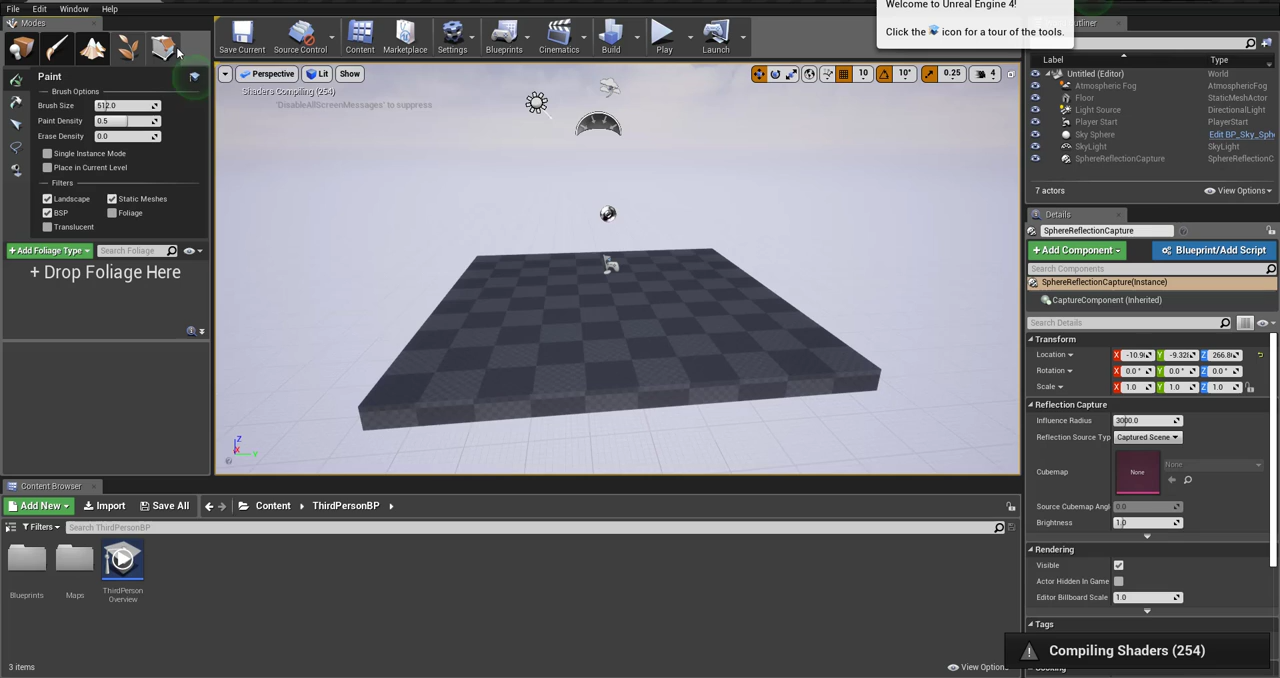 File Edit Window Help
Welcome to Unreal Engine 4!
Click the icon for a tour of the tools.
Modes
Save Current Source Control Content Marketplace Settings Blueprints Cinematics Build Play Launch
Paint
Brush Options
Brush Size 512.0
Paint Density 0.5
Erase Density 0.0
Single Instance Mode
Place in Current Level
Filters
Landscape Static Meshes
BSP Foliage
Translucent
+ Add Foliage Type Search Foliage
+ Drop Foliage Here
Perspective Lit Show
10 10° 0.25 4
Shaders Compiling (254)
'DisableAllScreenMessages' to suppress
Z
Y
Label Type
Untitled (Editor) World
Atmospheric Fog AtmosphericFog
Floor StaticMeshActor
Light Source DirectionalLight
Player Start PlayerStart
Sky Sphere Edit BP_Sky_Sph
SkyLight SkyLight
SphereReflectionCapture SphereReflectionC
7 actors View Options
Details
SphereReflectionCapture
+ Add Component Blueprint/Add Script
Search Components
SphereReflectionCapture(Instance)
CaptureComponent (Inherited)
Search Details
Transform
Location X -10.9 Y -9.32 Z 266.8
Rotation X 0.0 ° Y 0.0 ° Z 0.0 °
Scale X 1.0 Y 1.0 Z 1.0
Reflection Capture
Influence Radius 3000.0
Reflection Source Typ Captured Scene
Cubemap None None
Source Cubemap Angl 0.0
Brightness 1.0
Rendering
Visible
Actor Hidden In Game
Editor Billboard Scale 1.0
Tags
Compiling Shaders (254)
Content Browser
Add New Import Save All Content ThirdPersonBP
Filters Search ThirdPersonBP
Blueprints Maps ThirdPerson
Overview
3 items View Option